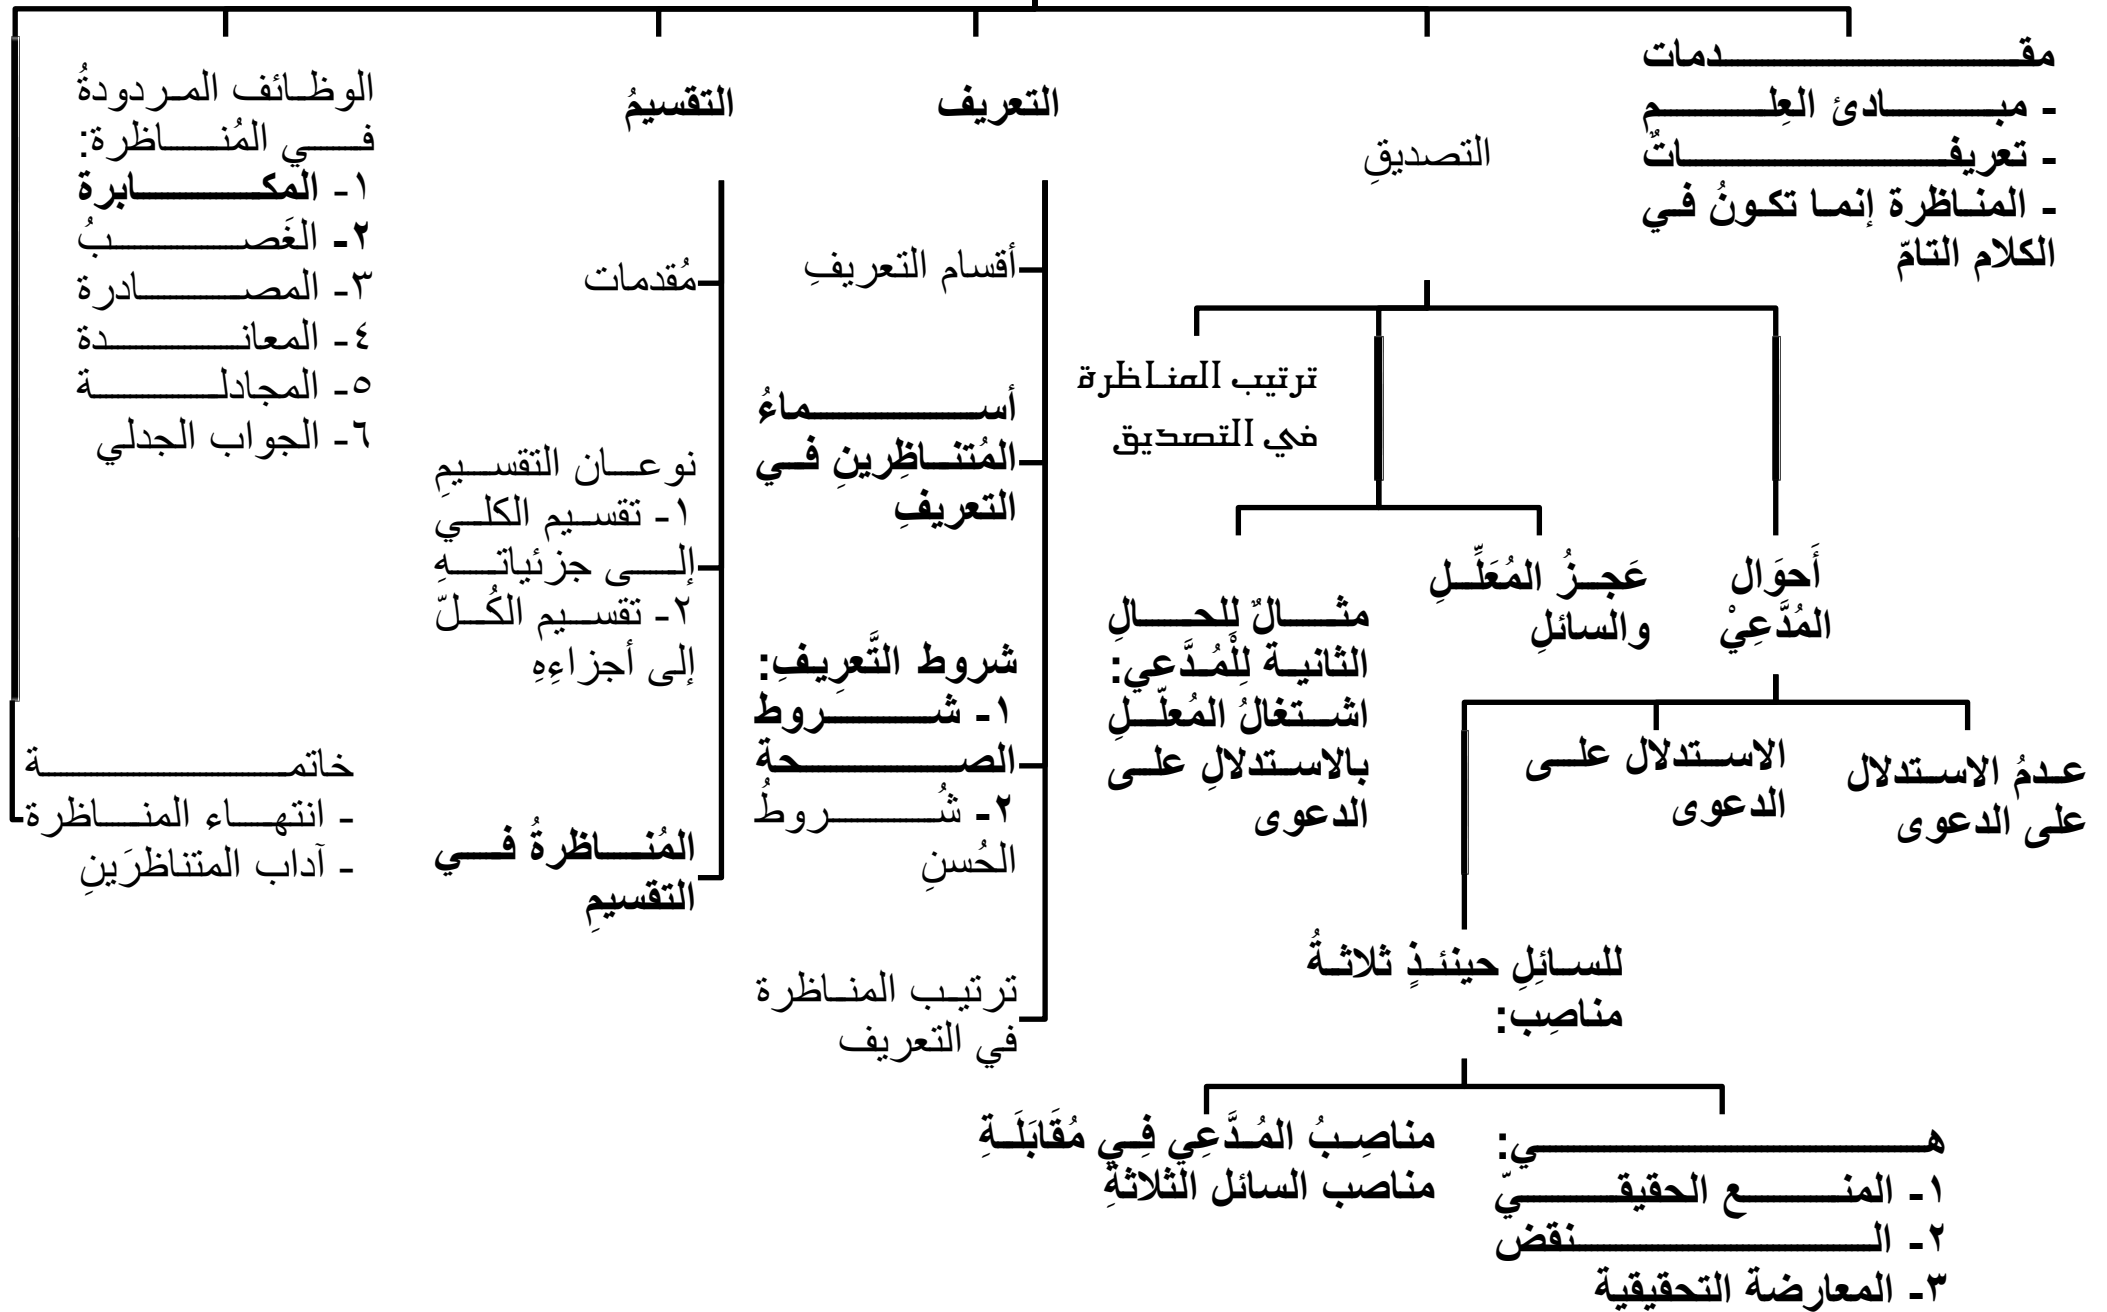 مقدمات
- مبادئ العِلم
- تعريفاتٌ
- المناظرة إنما تكونُ في
الكلام التامّ
التصديقِ
أَحوَال
المُدَّعِيْ
عدمُ الاستدلال
على الدعوى
الاستدلال على
الدعوى
للسائِلِ حينئذٍ ثلاثةُ
مناصِب:
هي:
١- المنع الحقيقيّ
٢- النقض
٣- المعارضة التحقيقية
مناصِبُ المُدَّعِي فِي مُقَابَلَةِ
مناصب السائل الثلاثةِ
عَجزُ المُعَلِّلِ
والسائلِ
مثالٌ لِلحالِ
الثانية لِلْمُدَّعي:
اشتغالُ المُعلّلِ
بالاستدلالِ على
الدعوى
ترتيب المناظرة
في التصديق
التعريف
أقسام التعريفِ
أسماءُ
المُتناظِرينِ في
التعريفِ
شروط التَّعرِيفِ:
١- شروط
الصحة
٢- شُروطُ
الحُسنِ
ترتيب المناظرة
في التعريف
التقسيمُ
مُقدمات
نوعان التقسيمِ
١- تقسيم الكلي
إلى جزئياتهِ
٢- تقسيم الكُلّ
إلى أجزاءِهِ
المُناظرةُ في
التقسيمِ
الوظائف المردودةُ
في المُناظرة:
١- المكابرة
٢- الغَصبُ
٣- المصادرة
٤- المعاندة
٥- المجادلة
٦- الجواب الجدلي
خاتمة
- انتهاء المناظرة
- آداب المتناظرَينِ